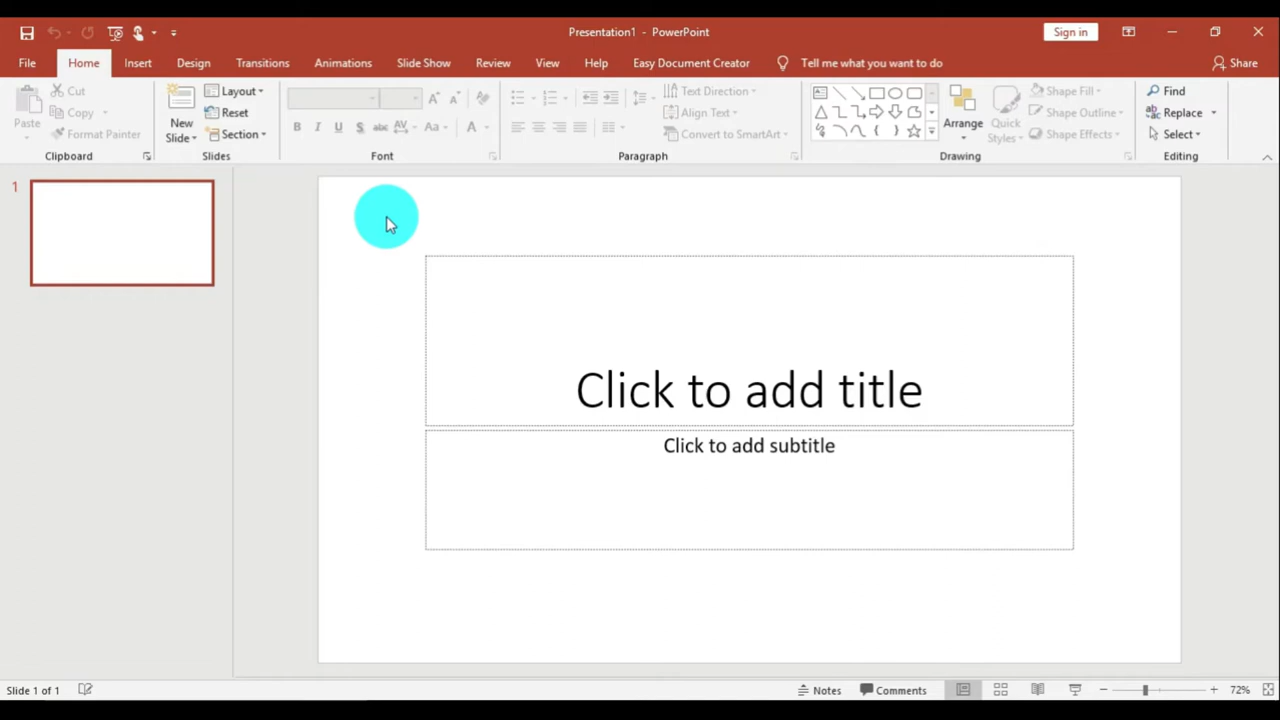 Presentation1 - PowerPoint
Sign in
File Home Insert Design Transitions Animations Slide Show Review View Help Easy Document Creator Tell me what you want to do Share
Paste
Cut
Copy
Format Painter
Clipboard
New Slide
Layout
Reset
Section
Slides
B I U S abc AV Aa A
Font
Text Direction
Align Text
Convert to SmartArt
Paragraph
Arrange
Quick Styles
Shape Fill
Shape Outline
Shape Effects
Drawing
Find
Replace
Select
Editing
1
Click to add title
Click to add subtitle
Slide 1 of 1
Notes
Comments
72%